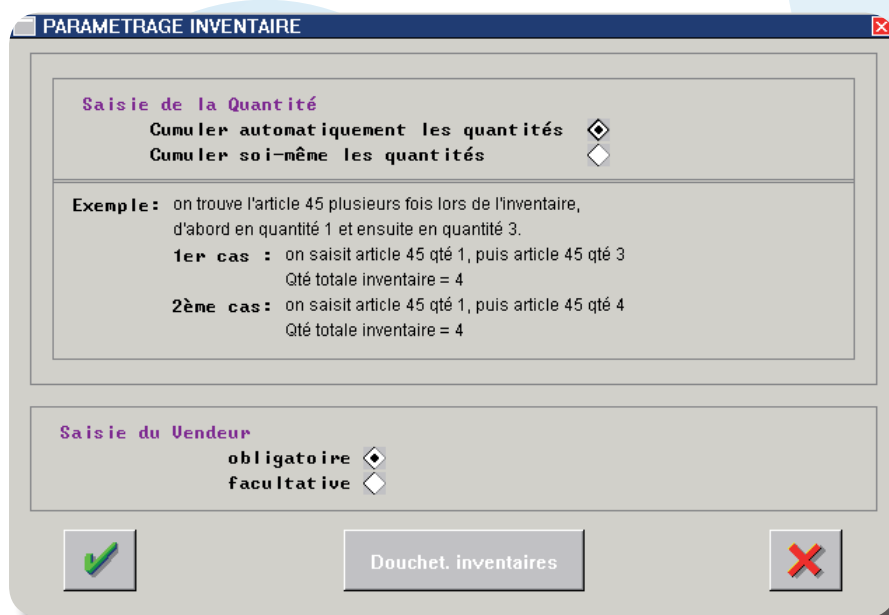 PARAMETRAGE INVENTAIRE
Saisie de la Quantité
Cumuler automatiquement les quantités
Cumuler soi-même les quantités
Exemple: on trouve l'article 45 plusieurs fois lors de l'inventaire,
d'abord en quantité 1 et ensuite en quantité 3.
1er cas : on saisit article 45 qté 1, puis article 45 qté 3
Qté totale inventaire = 4
2ème cas: on saisit article 45 qté 1, puis article 45 qté 4
Qté totale inventaire = 4
Saisie du Vendeur
obligatoire
facultative
Douchet. inventaires